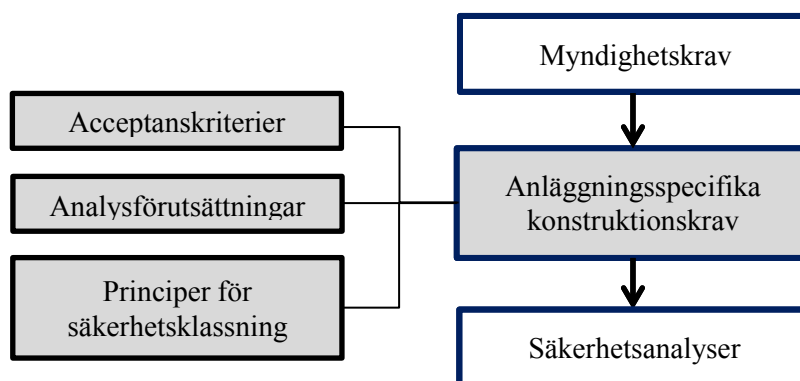 Myndighetskrav
Acceptanskriterier
Analysförutsättningar
Anläggningsspecifika
konstruktionskrav
Principer för
säkerhetsklassning
Säkerhetsanalyser